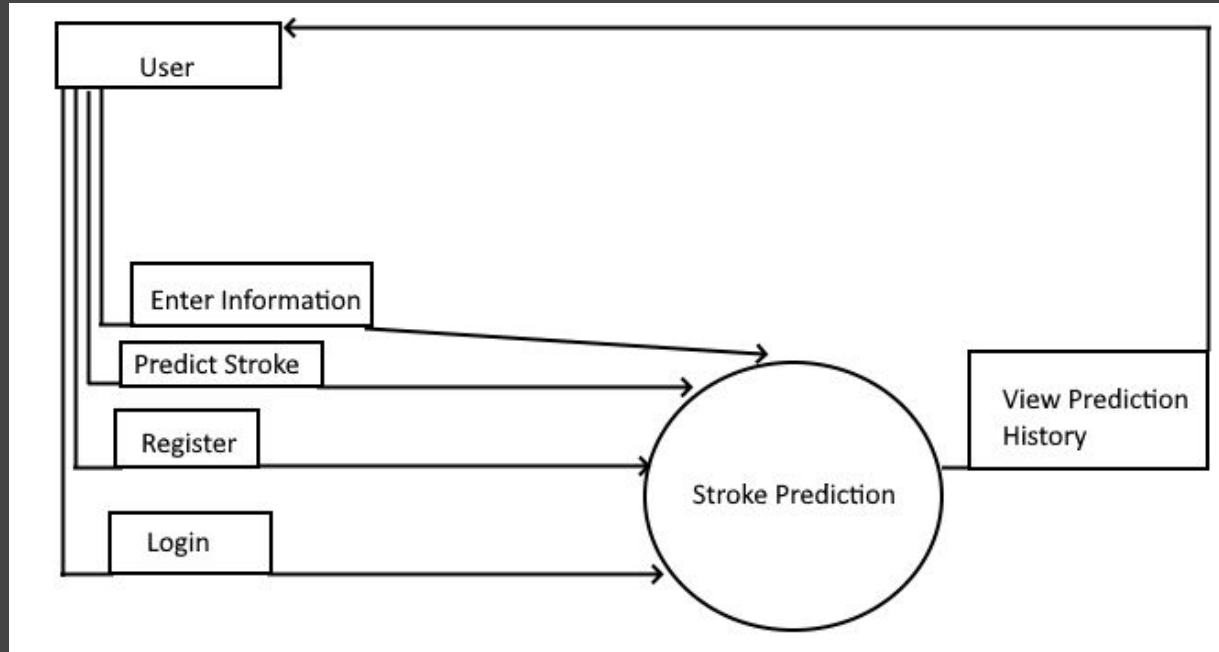 User
Enter Information
Predict Stroke
Register
Login
Stroke Prediction
View Prediction
History